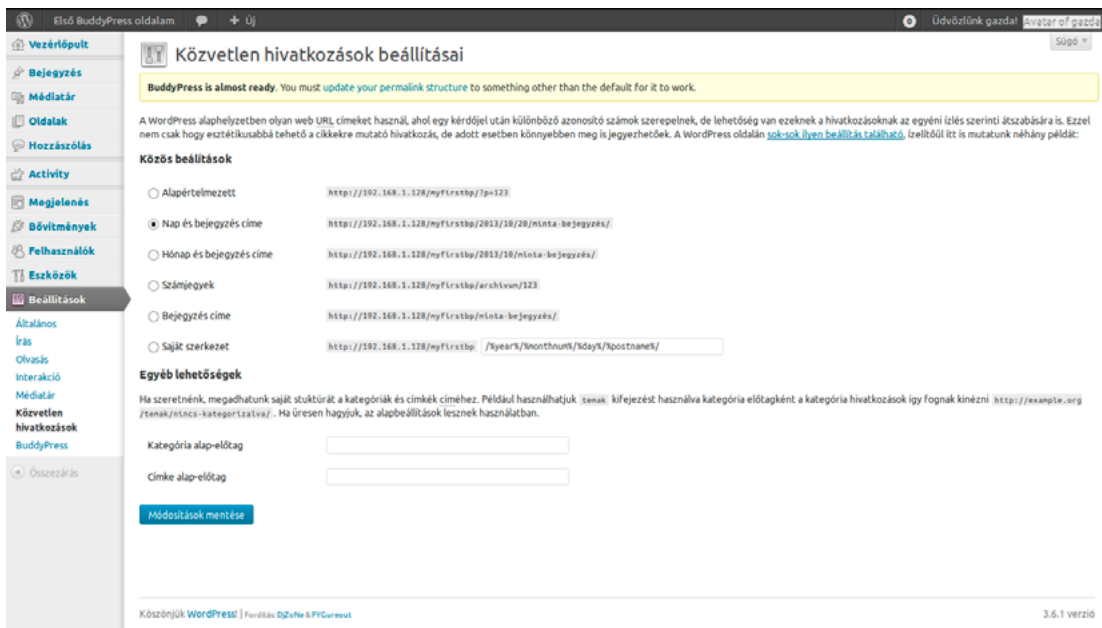 Első BuddyPress oldalam + Új Üdvözlünk gazda! Avatar of gazda
Súgó
Vezérlőpult
Bejegyzés
Médiatár
Oldalak
Hozzászólás
Activity
Megjelenés
Bővítmények
Felhasználók
Eszközök
Beállítások
Általános
Írás
Olvasás
Interakció
Médiatár
Közvetlen
hivatkozások
BuddyPress
Összezárás
Közvetlen hivatkozások beállításai
BuddyPress is almost ready. You must update your permalink structure to something other than the default for it to work.
A WordPress alaphelyzetben olyan web URL címeket használ, ahol egy kérdőjel után különböző azonosító számok szerepelnek, de lehetőség van ezeknek a hivatkozásoknak az egyéni ízlés szerinti átszabására is. Ezzel
nem csak hogy esztétikusabbá tehető a cikkekre mutató hivatkozás, de adott esetben könnyebben meg is jegyezhetőek. A WordPress oldalán sok-sok ilyen beállítás található, ízelítőül itt is mutatunk néhány példát:
Közös beálítások
Alapértelmezett http://192.168.1.128/myfirstbp/?p=123
Nap és bejegyzés címe http://192.168.1.128/myfirstbp/2013/10/20/minta-bejegyzés/
Hónap és bejegyzés címe http://192.168.1.128/myfirstbp/2013/10/minta-bejegyzés/
Számjegyek http://192.168.1.128/myfirstbp/archivum/123
Bejegyzés címe http://192.168.1.128/myfirstbp/minta-bejegyzés/
Saját szerkezet http://192.168.1.128/myfirstbp /%year%/%monthnum%/%day%/%postname%/
Egyéb lehetőségek
Ha szeretnénk, megadhatunk saját stuktúrát a kategóriák és címkék címéhez. Például használhatjuk temak kifejezést használva kategória előtagként a kategória hivatkozások így fognak kinézni http://example.org
/temak/nincs-kategorizalva/ . Ha üresen hagyjuk, az alapbeállítások lesznek használatban.
Kategória alap-előtag
Címke alap-előtag
Módosítások mentése
Köszönjük WordPress! | Fordítás: DjZoNe & FYGureout 3.6.1 verzió